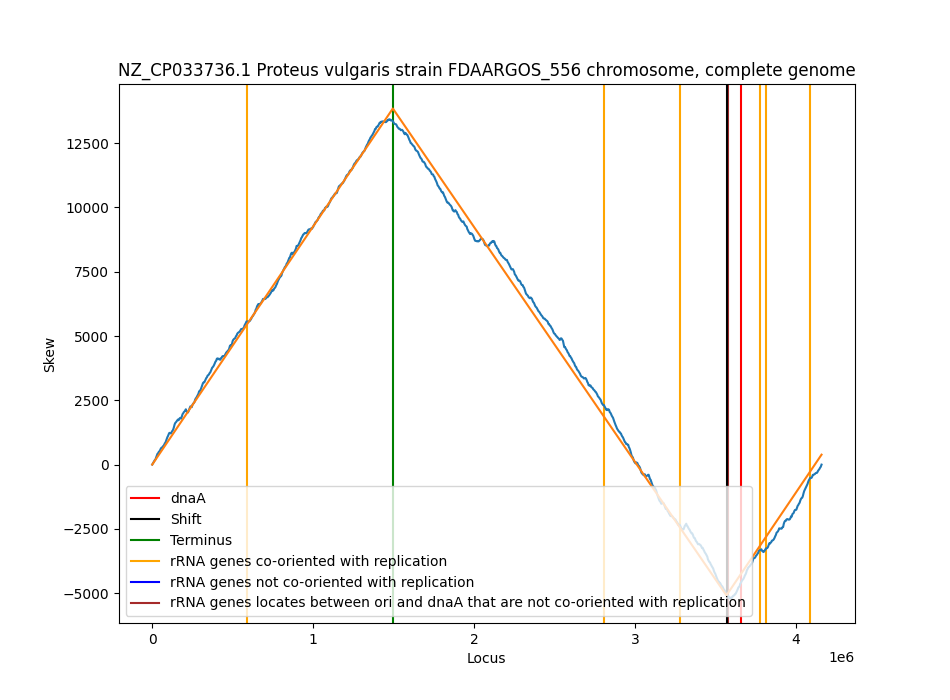 NZ_CP033736.1 Proteus vulgaris strain FDAARGOS_556 chromosome, complete genome
Skew
12500
10000
7500
5000
2500
0
−2500
−5000
dnaA
Shift
Terminus
rRNA genes co-oriented with replication
rRNA genes not co-oriented with replication
rRNA genes locates between ori and dnaA that are not co-oriented with replication
0 1 2 3 4
1e6
Locus